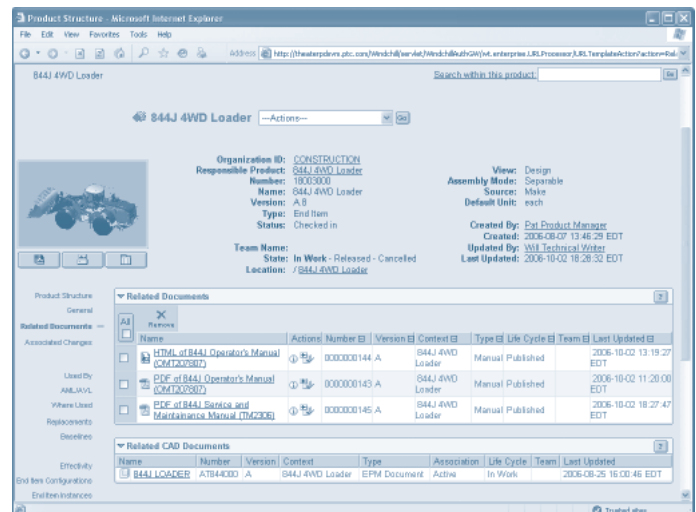 Product Structure - Microsoft Internet Explorer
File Edit View Favorites Tools Help
Address http://theaterpdmvm.ptc.com/Windchill/servlet/WindchillAuthGW/wt.enterprise.URLProcessor/URLTemplateAction?action=Rel
844J 4WD Loader
Search within this product: Go
844J 4WD Loader ---Actions--- Go
Organization ID: CONSTRUCTION
Responsible Product: 844J 4WD Loader View: Design
Number: 18003000 Assembly Mode: Separable
Name: 844J 4WD Loader Source: Make
Version: A.8 Default Unit: each
Type: End Item
Status: Checked in Created By: Pat Product Manager
Created: 2006-08-07 13:46:29 EDT
Team Name: Updated By: Will Technical Writer
State: In Work - Released - Cancelled Last Updated: 2006-10-02 18:28:32 EDT
Location: / 844J 4WD Loader
Product Structure
General
Related Documents
Associated Changes
Used By
AML/AVL
Where Used
Replacements
Baselines
Effectivity
End Item Configurations
End Item Instances
Related Documents ?
All Remove
Name Actions Number Version Context Type Life Cycle Team Last Updated
HTML of 844J Operator's Manual (OMT207807) 0000000144 A 844J 4WD Loader Manual Published 2006-10-02 13:19:27 EDT
PDF of 844J Operator's Manual (OMT207807) 0000000143 A 844J 4WD Loader Manual Published 2006-10-02 11:20:00 EDT
PDF of 844J Service and Maintainance Manual (TM2306) 0000000145 A 844J 4WD Loader Manual Published 2006-10-02 18:27:47 EDT
Related CAD Documents ?
Name Number Version Context Type Association Life Cycle Team Last Updated
844J LOADER AT844000 A 844J 4WD Loader EPM Document Active In Work 2006-08-25 16:00:46 EDT
Trusted sites